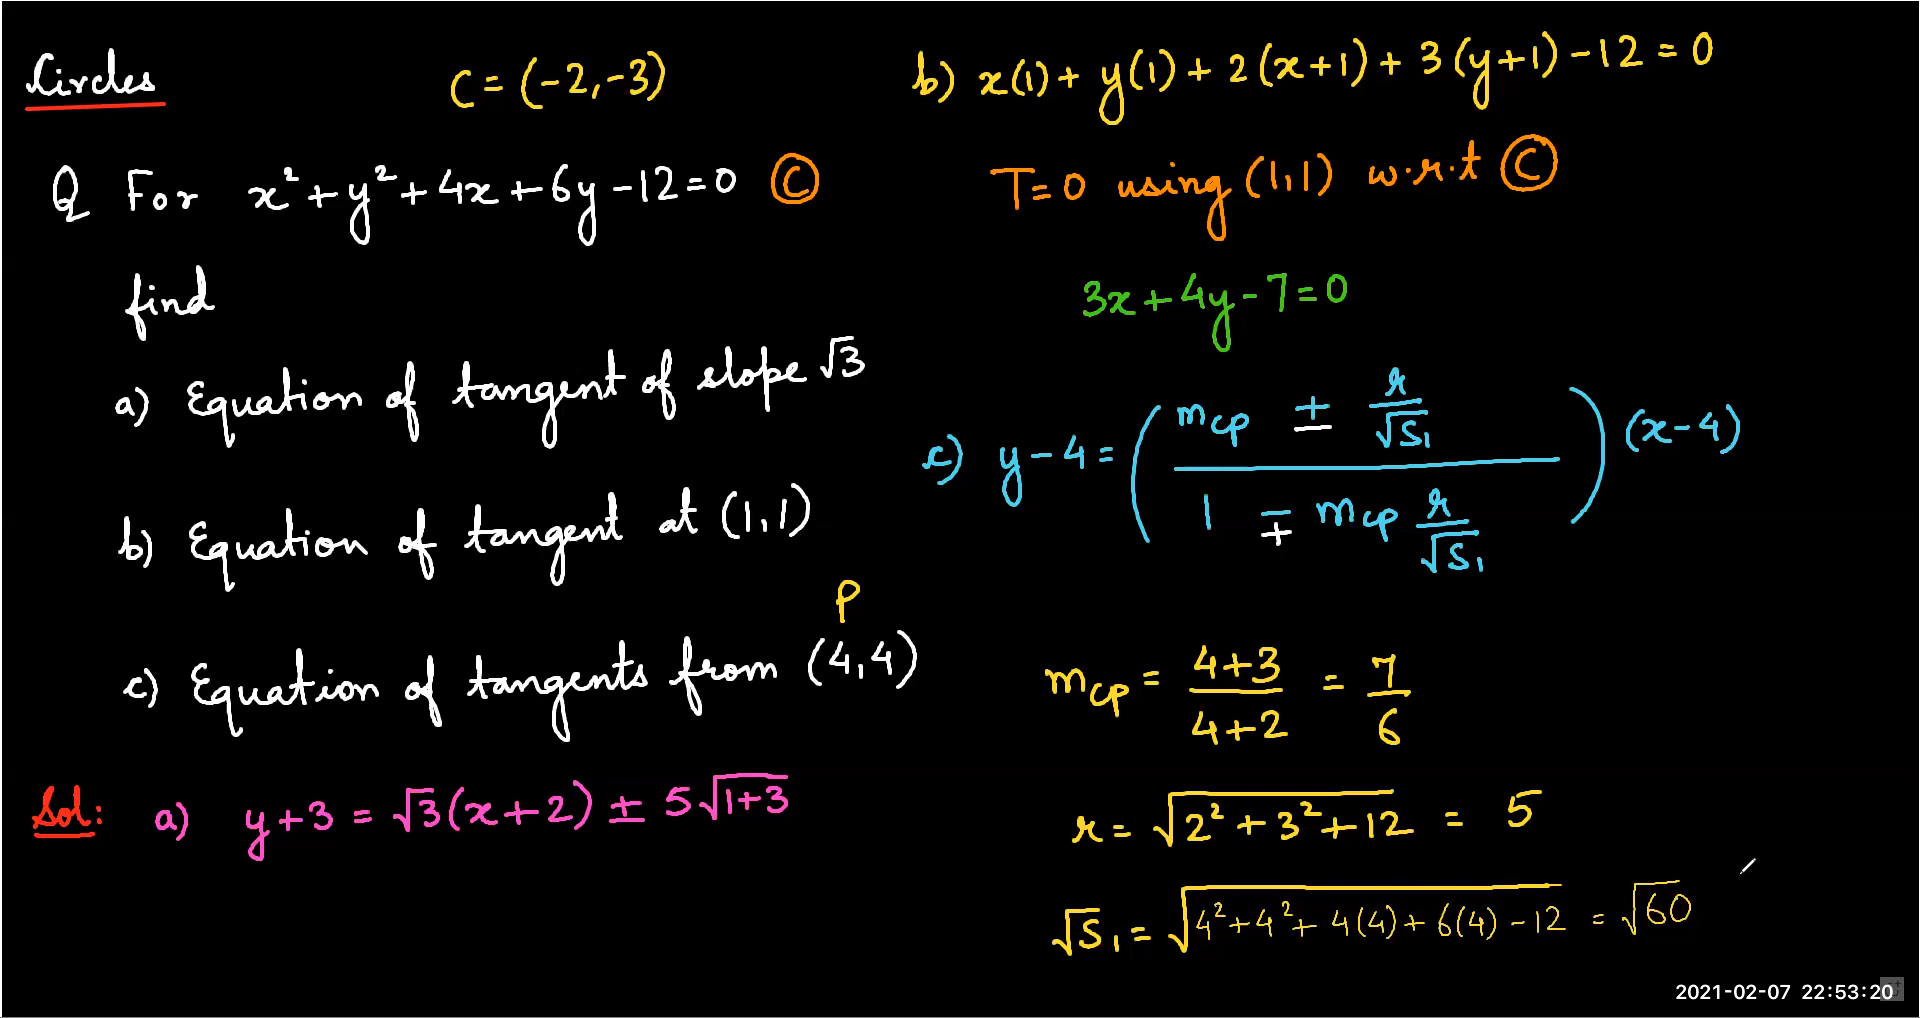 Circles
C = (-2,-3)
Q For x² + y² + 4x + 6y - 12 = 0 Ⓒ
find
a) Equation of tangent of slope √3
b) Equation of tangent at (1,1)
P
c) Equation of tangents from (4,4)
Sol: a) y+3 = √3(x+2) ± 5√1+3
b) x(1) + y(1) + 2(x+1) + 3(y+1) - 12 = 0
T=0 using (1,1) w.r.t Ⓒ
3x + 4y - 7 = 0
c) y - 4 = ( (m_cp ± r/√S₁) / (1 ∓ m_cp r/√S₁) ) (x-4)
m_cp = (4+3)/(4+2) = 7/6
r = √(2² + 3² + 12) = 5
√S₁ = √(4² + 4² + 4(4) + 6(4) - 12) = √60
2021-02-07 22:53:20